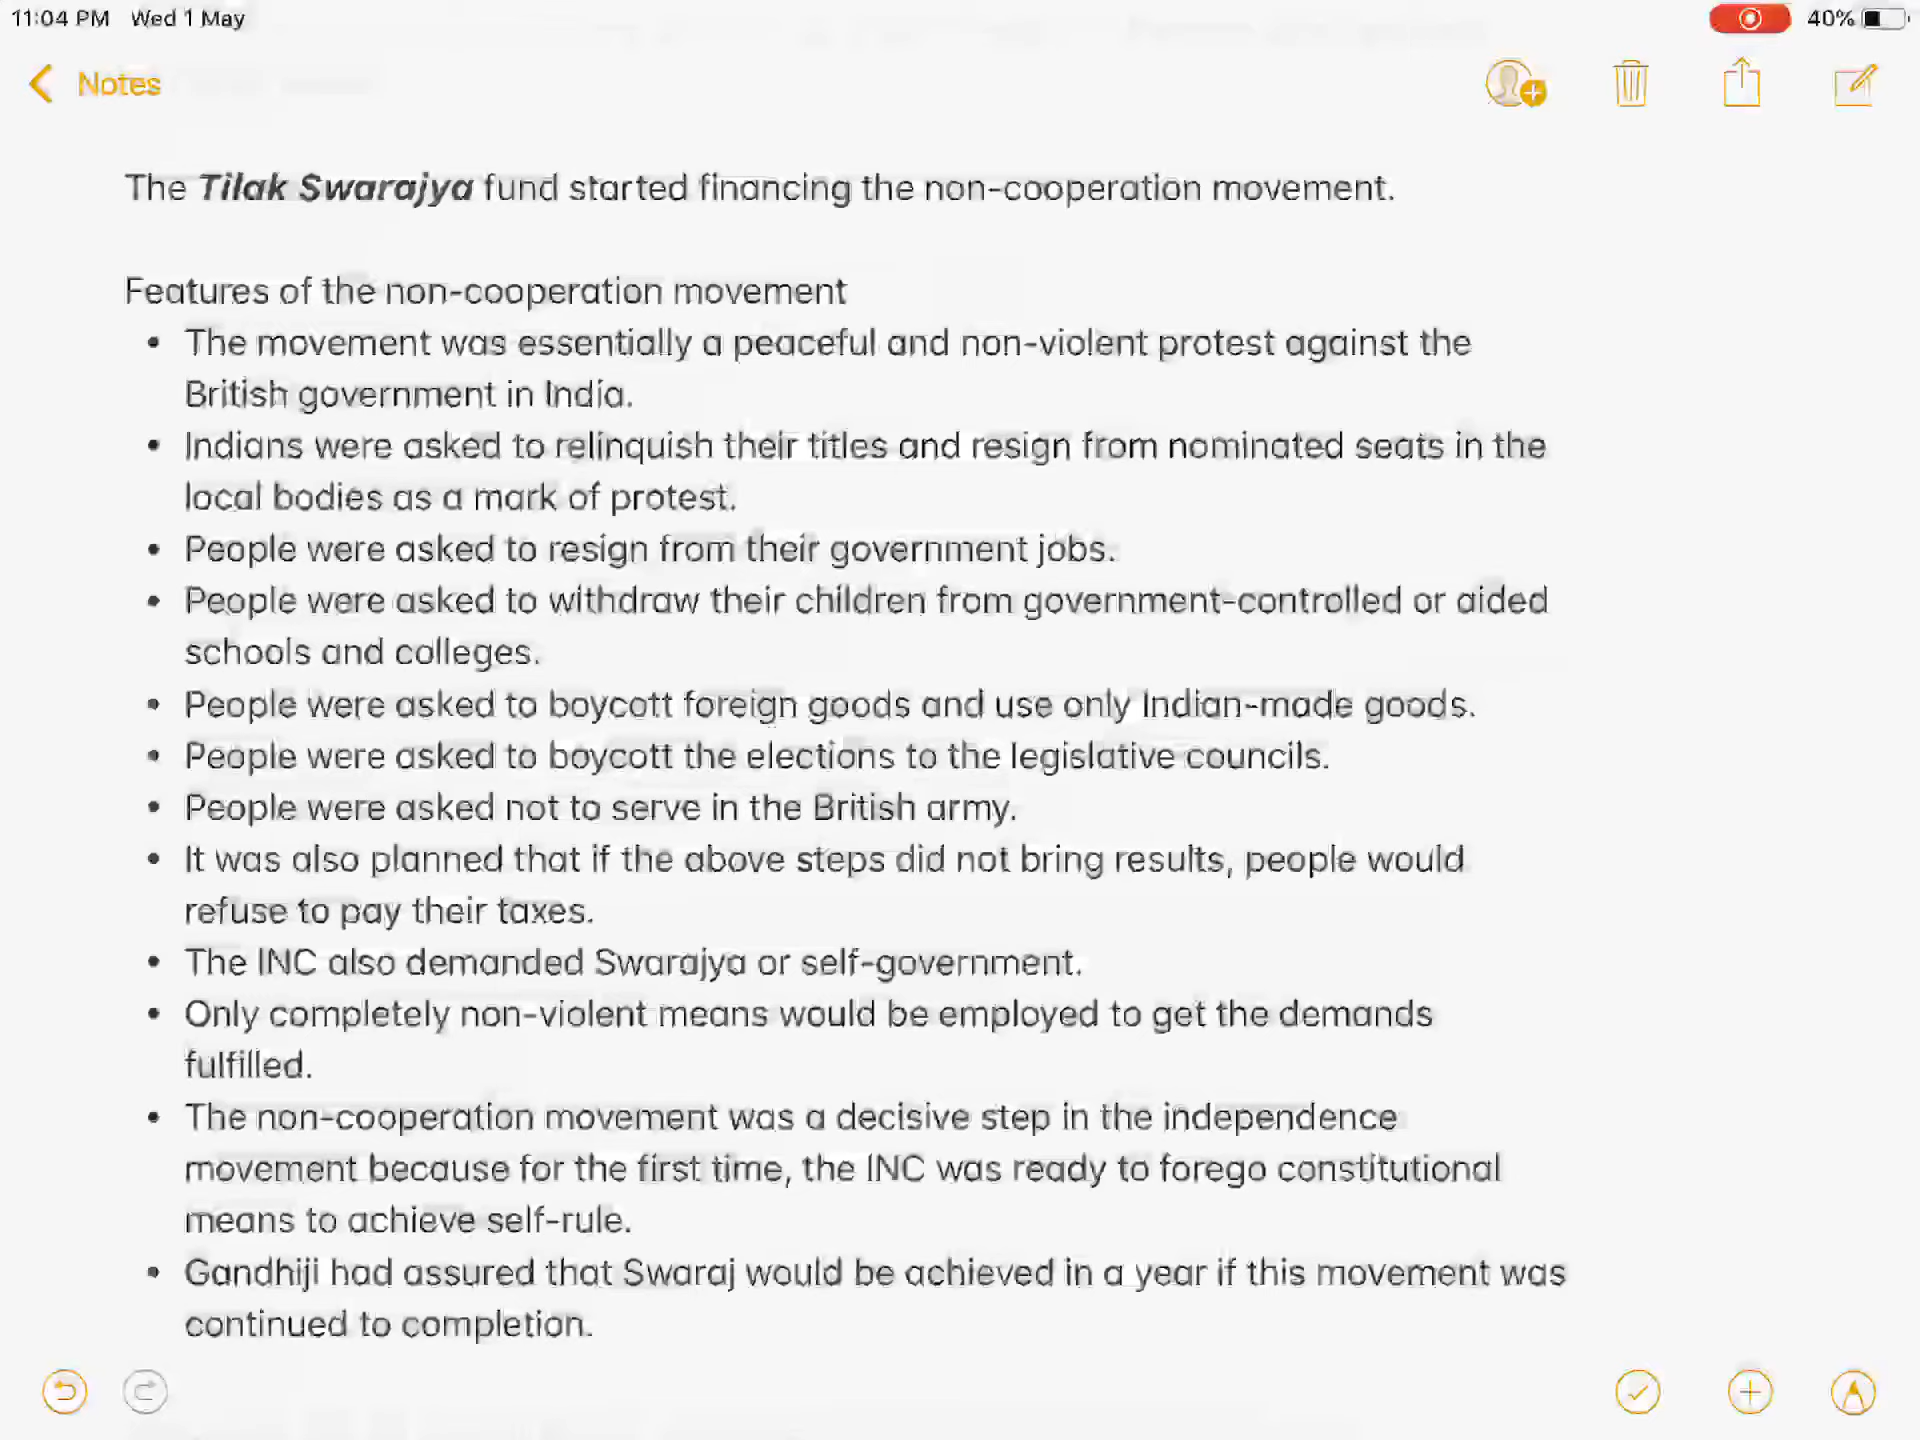 11:04 PM Wed 1 May
40%
Notes
The Tilak Swarajya fund started financing the non-cooperation movement.
Features of the non-cooperation movement
• The movement was essentially a peaceful and non-violent protest against the
British government in India.
• Indians were asked to relinquish their titles and resign from nominated seats in the
local bodies as a mark of protest.
• People were asked to resign from their government jobs.
• People were asked to withdraw their children from government-controlled or aided
schools and colleges.
• People were asked to boycott foreign goods and use only Indian-made goods.
• People were asked to boycott the elections to the legislative councils.
• People were asked not to serve in the British army.
• It was also planned that if the above steps did not bring results, people would
refuse to pay their taxes.
• The INC also demanded Swarajya or self-government.
• Only completely non-violent means would be employed to get the demands
fulfilled.
• The non-cooperation movement was a decisive step in the independence
movement because for the first time, the INC was ready to forego constitutional
means to achieve self-rule.
• Gandhiji had assured that Swaraj would be achieved in a year if this movement was
continued to completion.